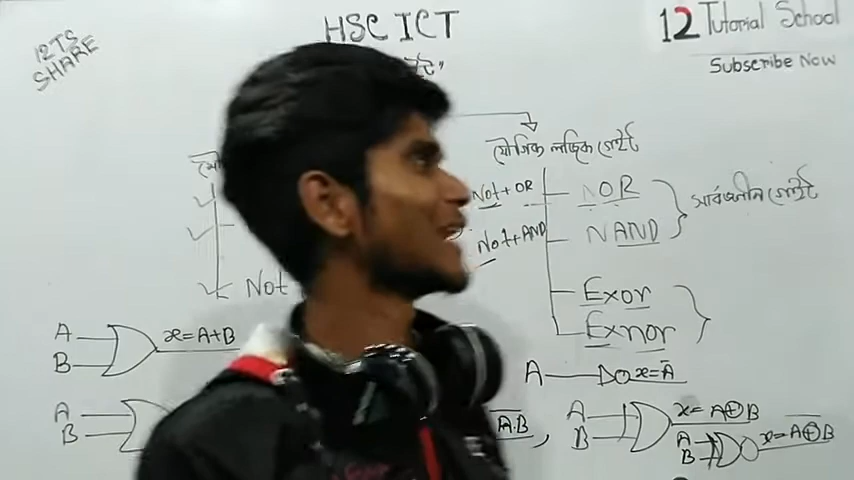 12TS
SHARE
HSC ICT
12 Tutorial School
Subscribe Now
যৌগিক লজিক গেইট
Not + OR
NOR
Not + AND
NAND
সার্বজনীন গেইট
Not
Exor
Exnor
A
B
x = A+B
A
x = Ā
A
B
A̅.̅B̅
A
B
x = A⊕B
A
B
x = A̅⊕̅B̅